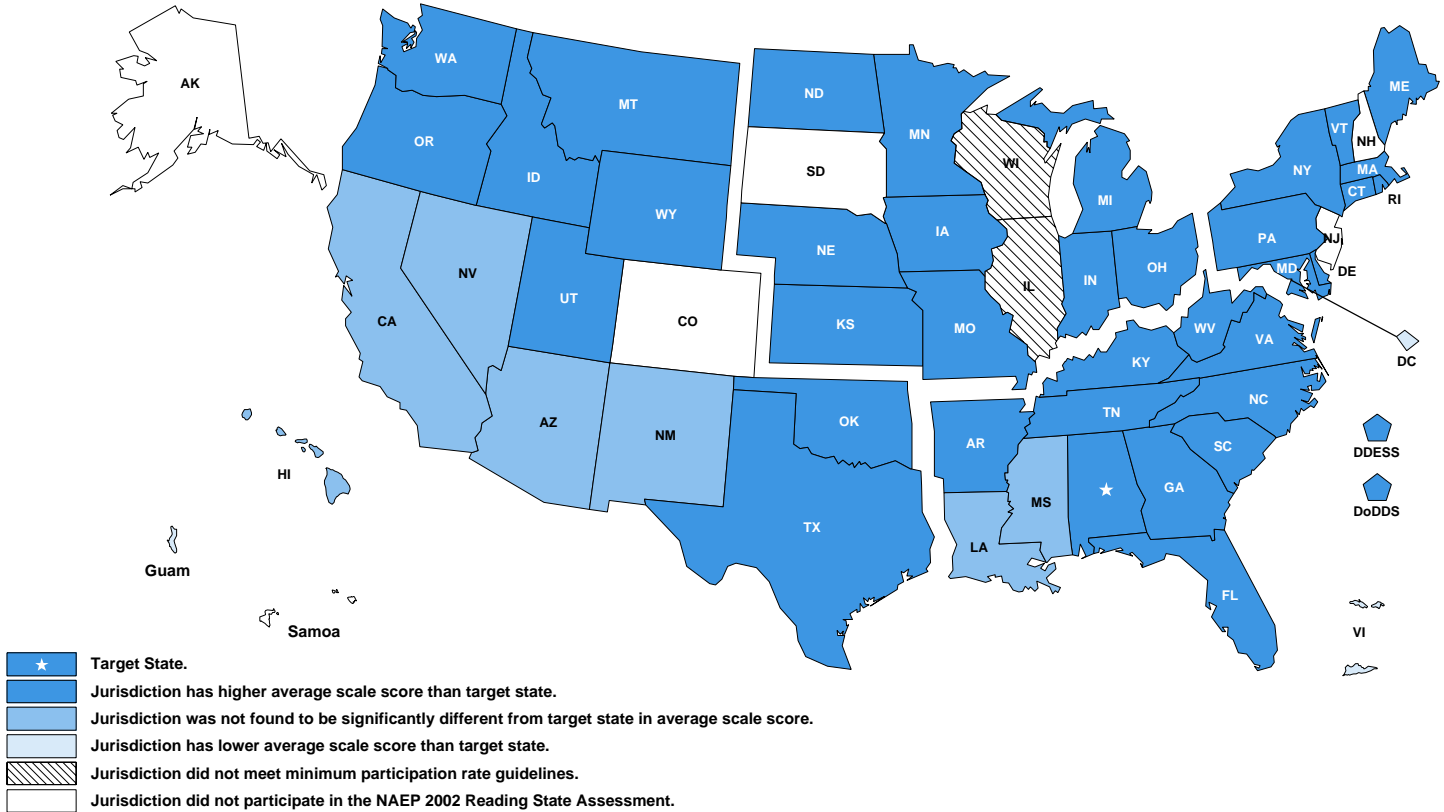 AK
WA
MT
ND
MN
ME
VT
NH
OR
ID
SD
WI
NY
MA
CT
RI
WY
MI
IA
PA
NJ
NE
OH
DE
MD
IN
IL
NV
UT
CO
KS
MO
WV
VA
DC
CA
KY
NC
TN
AZ
NM
OK
AR
SC
DDESS
HI
MS
GA
DoDDS
TX
LA
Guam
FL
Samoa
VI
Target State.
Jurisdiction has higher average scale score than target state.
Jurisdiction was not found to be significantly different from target state in average scale score.
Jurisdiction has lower average scale score than target state.
Jurisdiction did not meet minimum participation rate guidelines.
Jurisdiction did not participate in the NAEP 2002 Reading State Assessment.